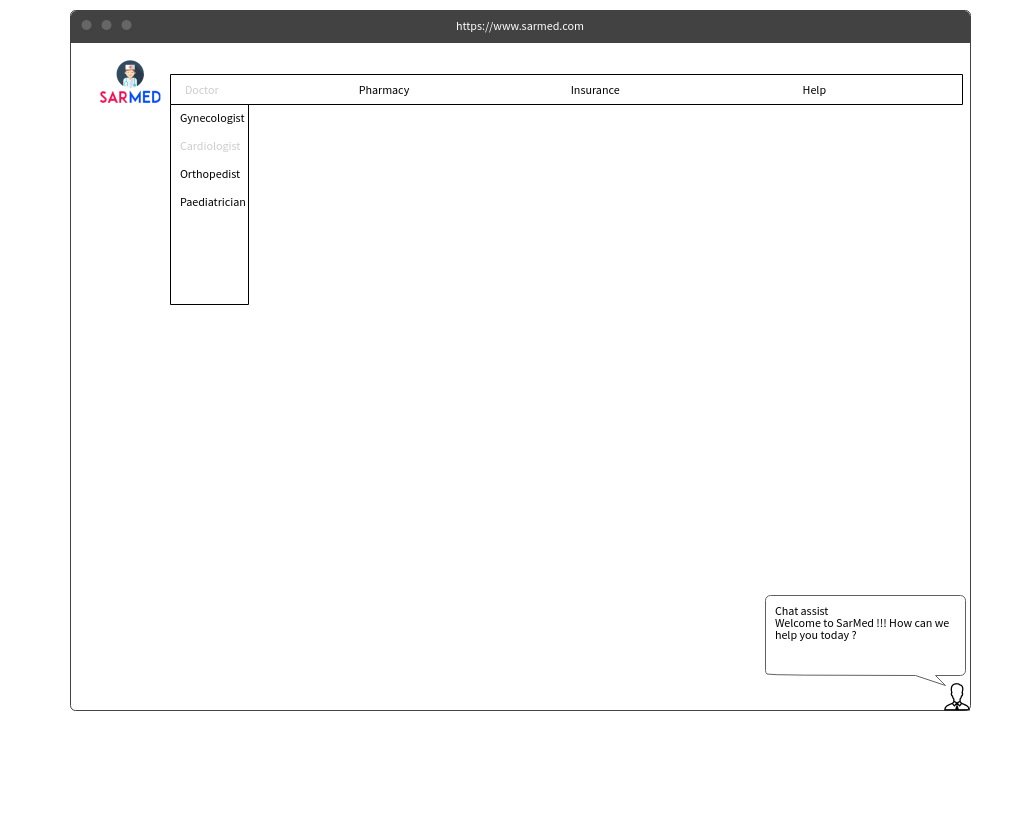 https://www.sarmed.com
SARMED
Doctor Pharmacy Insurance Help
Gynecologist
Cardiologist
Orthopedist
Paediatrician
Chat assist
Welcome to SarMed !!! How can we
help you today ?